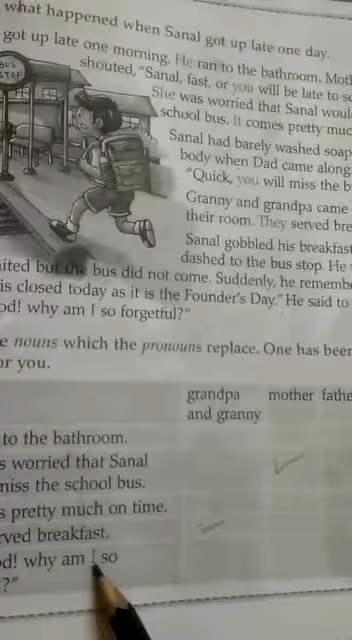 what happened when Sanal got up late one day.
got up late one morning. He ran to the bathroom. Moth
shouted, "Sanal, fast, or you will be late to sc
BUS
STOP
She was worried that Sanal woul
school bus. It comes pretty muc
Sanal had barely washed soap
body when Dad came along
"Quick, you will miss the b
Granny and grandpa came
their room. They served bre
Sanal gobbled his breakfas
dashed to the bus stop. He
ited but the bus did not come. Suddenly, he remembe
is closed today as it is the Founder's Day." He said to
od! why am I so forgetful?"
e nouns which the pronouns replace. One has been
or you.
grandpa mother fathe
and granny
to the bathroom.
s worried that Sanal
miss the school bus.
s pretty much on time.
rved breakfast.
od! why am I so
?"